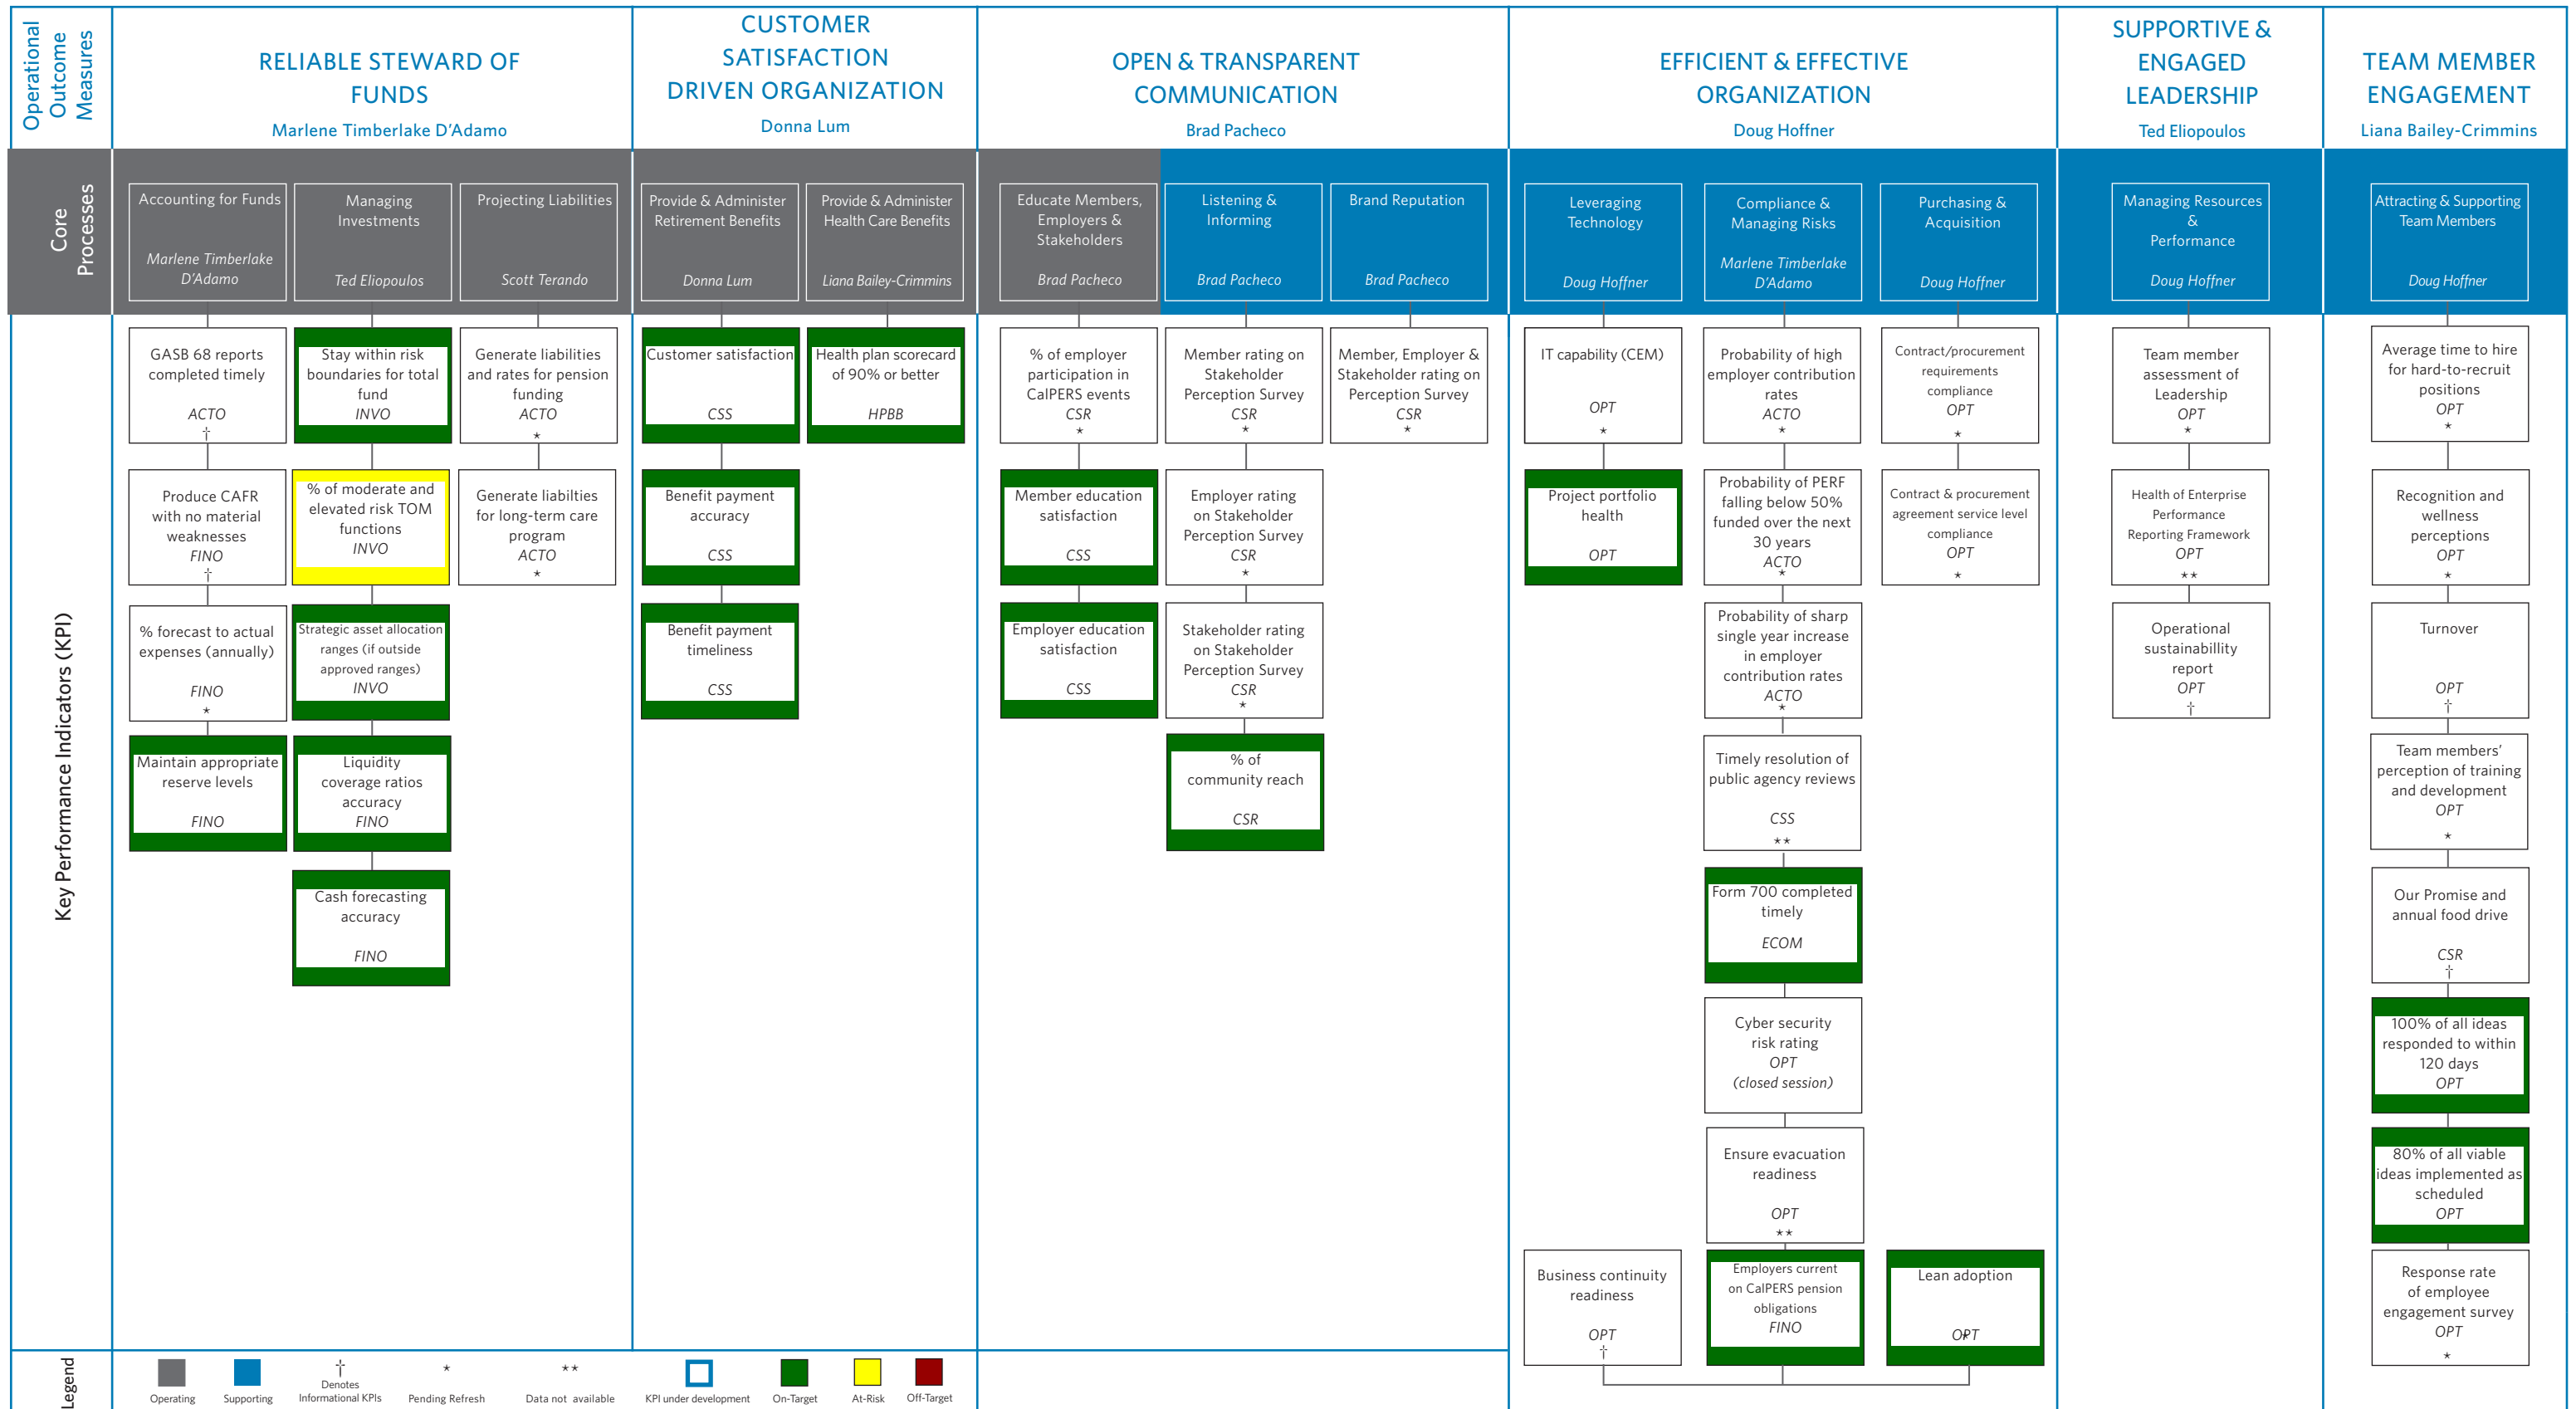 Operational
Outcome
Measures
RELIABLE STEWARD OF
FUNDS
Marlene Timberlake D'Adamo
CUSTOMER
SATISFACTION
DRIVEN ORGANIZATION
Donna Lum
OPEN & TRANSPARENT
COMMUNICATION
Brad Pacheco
EFFICIENT & EFFECTIVE
ORGANIZATION
Doug Hoffner
SUPPORTIVE &
ENGAGED
LEADERSHIP
Ted Eliopoulos
TEAM MEMBER
ENGAGEMENT
Liana Bailey-Crimmins
Core
Processes
Accounting for Funds
Marlene Timberlake
D'Adamo
Managing
Investments
Ted Eliopoulos
Projecting Liabilities
Scott Terando
Provide & Administer
Retirement Benefits
Donna Lum
Provide & Administer
Health Care Benefits
Liana Bailey-Crimmins
Educate Members,
Employers &
Stakeholders
Brad Pacheco
Listening &
Informing
Brad Pacheco
Brand Reputation
Brad Pacheco
Leveraging
Technology
Doug Hoffner
Compliance &
Managing Risks
Marlene Timberlake
D'Adamo
Purchasing &
Acquisition
Doug Hoffner
Managing Resources
&
Performance
Doug Hoffner
Attracting & Supporting
Team Members
Doug Hoffner
Key Performance Indicators (KPI)
GASB 68 reports
completed timely
ACTO
†
Produce CAFR
with no material
weaknesses
FINO
†
% forecast to actual
expenses (annually)
FINO
*
Maintain appropriate
reserve levels
FINO
Stay within risk
boundaries for total
fund
INVO
% of moderate and
elevated risk TOM
functions
INVO
Strategic asset allocation
ranges (if outside
approved ranges)
INVO
Liquidity
coverage ratios
accuracy
FINO
Cash forecasting
accuracy
FINO
Generate liabilities
and rates for pension
funding
ACTO
*
Generate liabilties
for long-term care
program
ACTO
*
Customer satisfaction
CSS
Benefit payment
accuracy
CSS
Benefit payment
timeliness
CSS
Health plan scorecard
of 90% or better
HPBB
% of employer
participation in
CalPERS events
CSR
*
Member education
satisfaction
CSS
Employer education
satisfaction
CSS
Member rating on
Stakeholder
Perception Survey
CSR
*
Employer rating
on Stakeholder
Perception Survey
CSR
*
Stakeholder rating
on Stakeholder
Perception Survey
CSR
*
% of
community reach
CSR
Member, Employer &
Stakeholder rating on
Perception Survey
CSR
*
IT capability (CEM)
OPT
*
Project portfolio
health
OPT
Probability of high
employer contribution
rates
ACTO
*
Probability of PERF
falling below 50%
funded over the next
30 years
ACTO
*
Probability of sharp
single year increase
in employer
contribution rates
ACTO
*
Timely resolution of
public agency reviews
CSS
**
Form 700 completed
timely
ECOM
Cyber security
risk rating
OPT
(closed session)
Ensure evacuation
readiness
OPT
**
Contract/procurement
requirements
compliance
OPT
*
Contract & procurement
agreement service level
compliance
OPT
*
Business continuity
readiness
OPT
†
Employers current
on CalPERS pension
obligations
FINO
Lean adoption
OPT
*
Team member
assessment of
Leadership
OPT
*
Health of Enterprise
Performance
Reporting Framework
OPT
**
Operational
sustainabillity
report
OPT
†
Average time to hire
for hard-to-recruit
positions
OPT
*
Recognition and
wellness
perceptions
OPT
*
Turnover
OPT
†
Team members'
perception of training
and development
OPT
*
Our Promise and
annual food drive
CSR
†
100% of all ideas
responded to within
120 days
OPT
80% of all viable
ideas implemented as
scheduled
OPT
Response rate
of employee
engagement survey
OPT
*
Legend
Operating
Supporting
†
Denotes
Informational KPIs
*
Pending Refresh
**
Data not available
KPI under development
On-Target
At-Risk
Off-Target